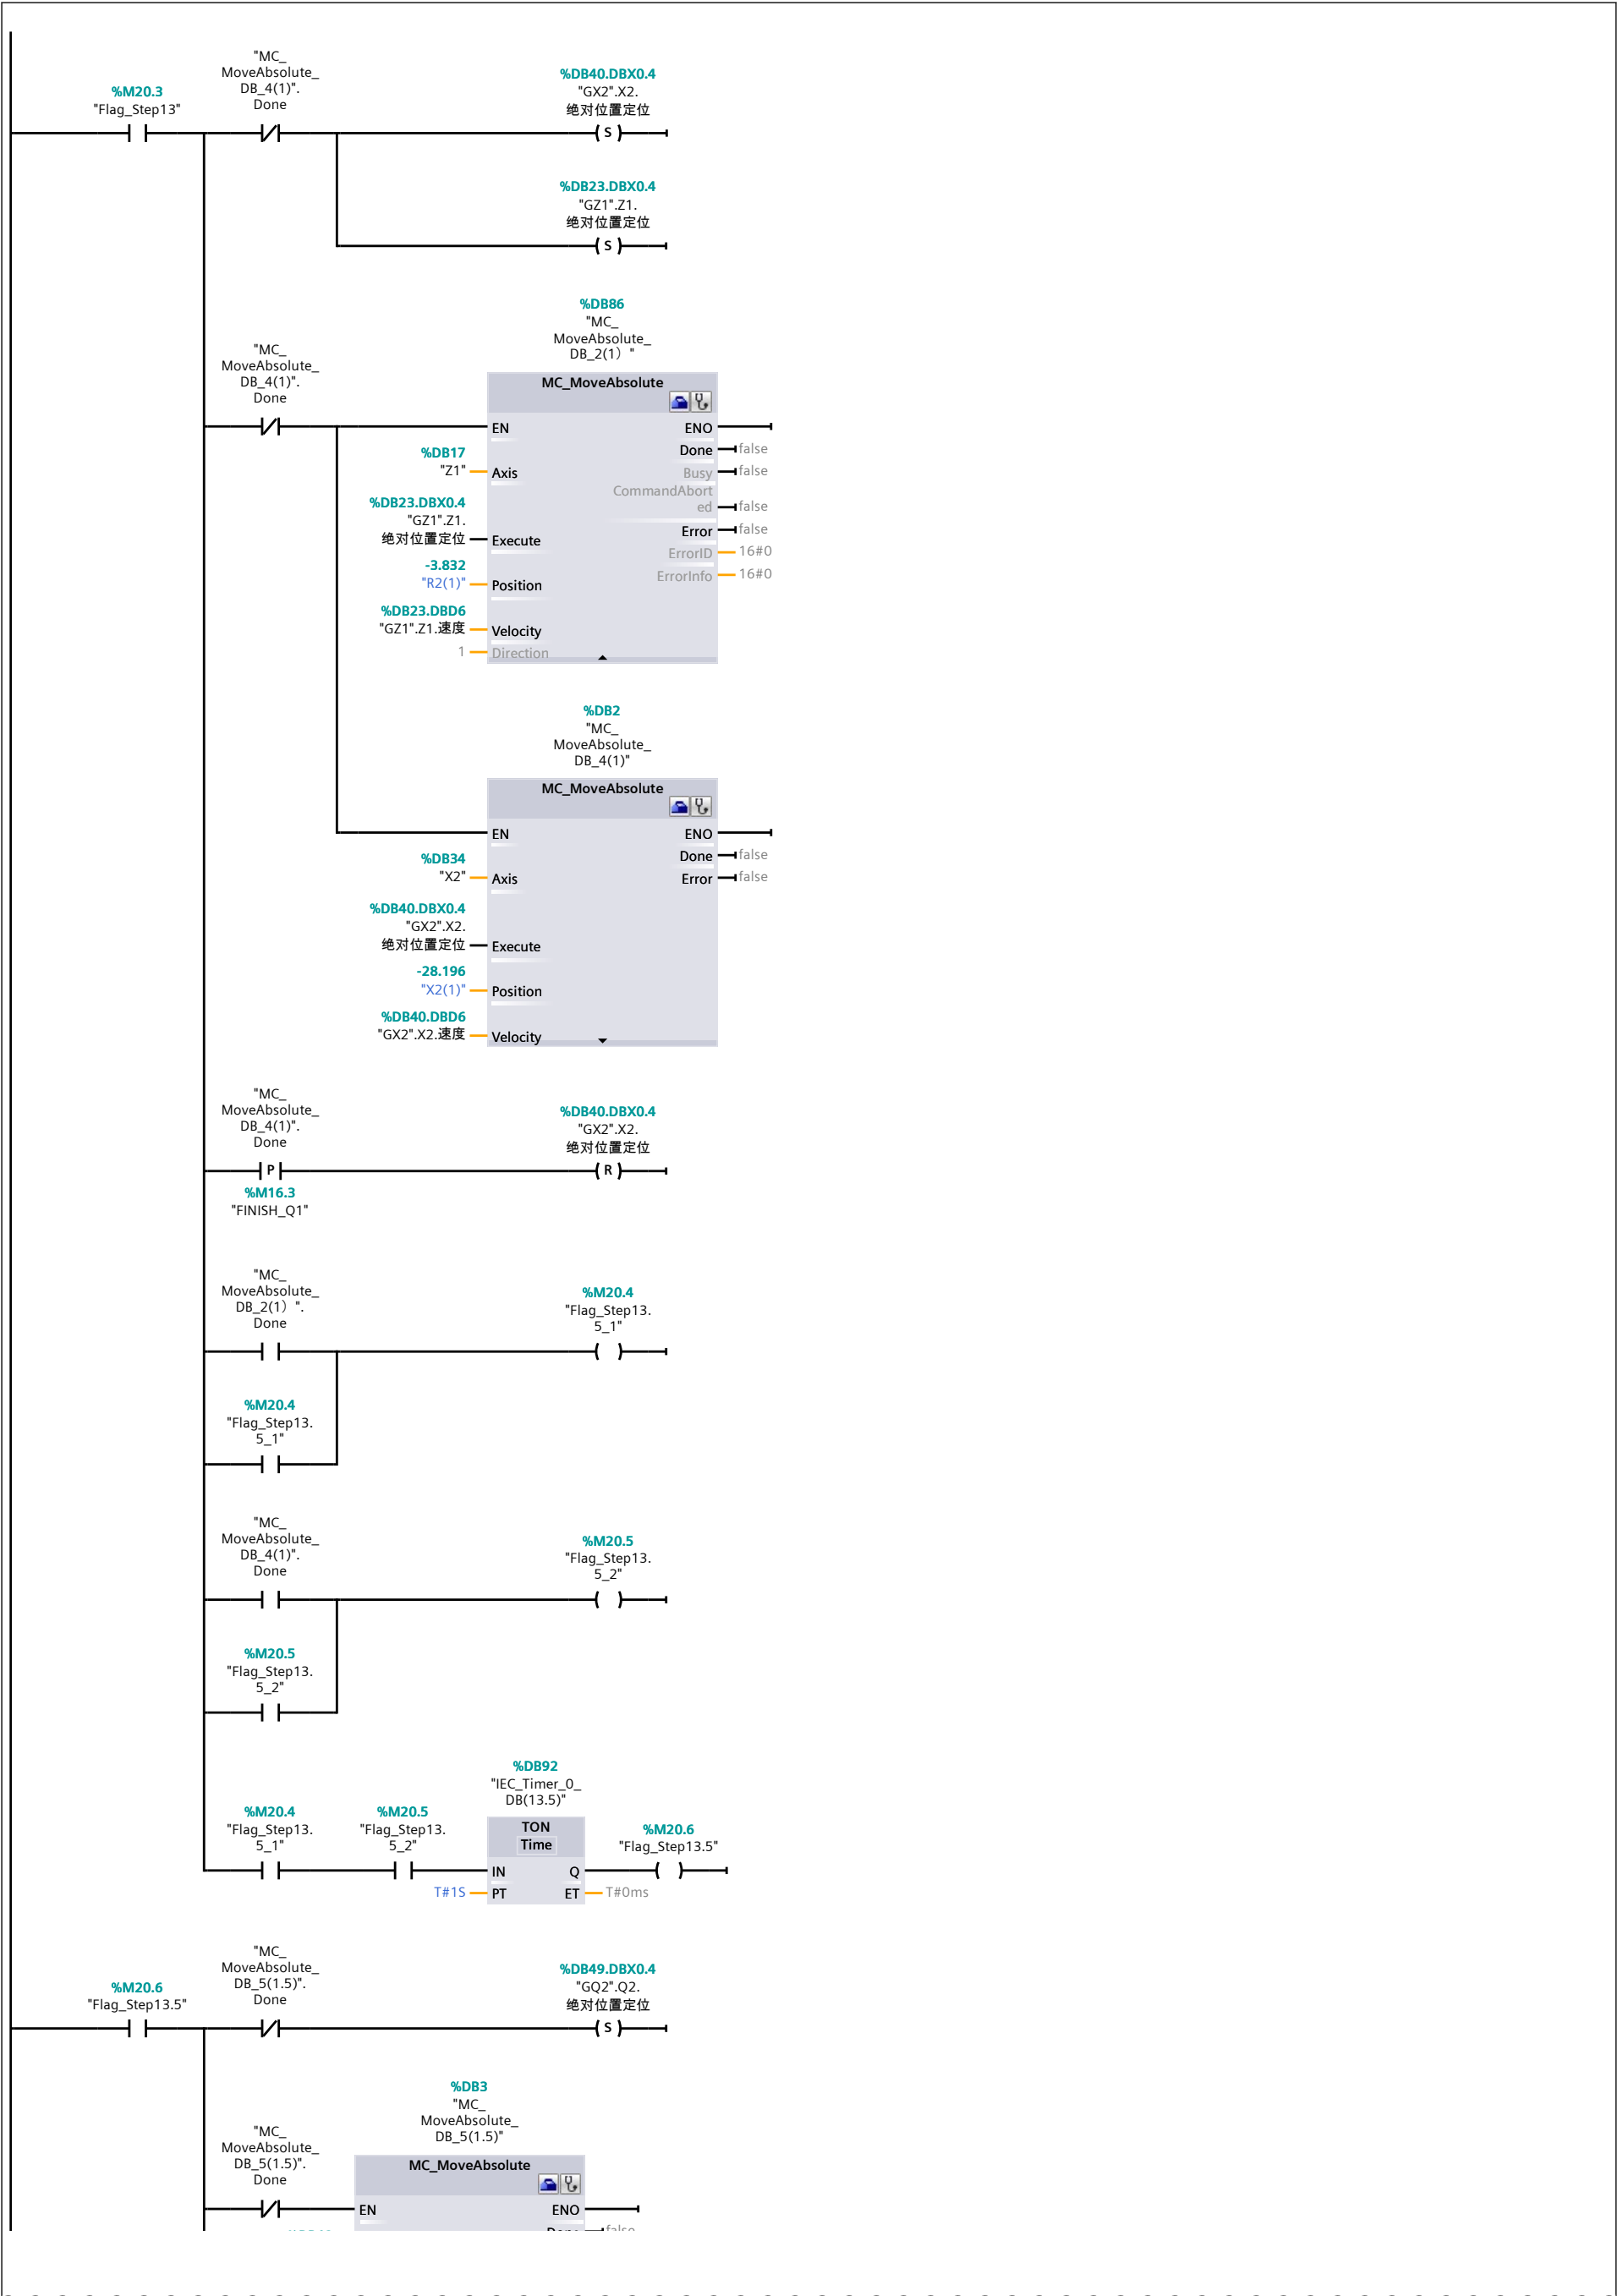 "MC_
MoveAbsolute_
DB_4(1)".
Done
%M20.3
"Flag_Step13"
%DB40.DBX0.4
"GX2".X2.
绝对位置定位
S
%DB23.DBX0.4
"GZ1".Z1.
绝对位置定位
S
%DB86
"MC_
MoveAbsolute_
DB_2(1）"
"MC_
MoveAbsolute_
DB_4(1)".
Done
MC_MoveAbsolute
EN ENO
Done false
%DB17
"Z1" Axis
Busy false
CommandAbort
ed false
%DB23.DBX0.4
"GZ1".Z1.
绝对位置定位 Execute
Error false
ErrorID 16#0
-3.832
"R2(1)" Position
ErrorInfo 16#0
%DB23.DBD6
"GZ1".Z1.速度 Velocity
1 Direction
%DB2
"MC_
MoveAbsolute_
DB_4(1)"
MC_MoveAbsolute
EN ENO
Done false
%DB34
"X2" Axis
Error false
%DB40.DBX0.4
"GX2".X2.
绝对位置定位 Execute
-28.196
"X2(1)" Position
%DB40.DBD6
"GX2".X2.速度 Velocity
"MC_
MoveAbsolute_
DB_4(1)".
Done
P
%M16.3
"FINISH_Q1"
%DB40.DBX0.4
"GX2".X2.
绝对位置定位
R
"MC_
MoveAbsolute_
DB_2(1）".
Done
%M20.4
"Flag_Step13.
5_1"
%M20.4
"Flag_Step13.
5_1"
"MC_
MoveAbsolute_
DB_4(1)".
Done
%M20.5
"Flag_Step13.
5_2"
%M20.5
"Flag_Step13.
5_2"
%DB92
"IEC_Timer_0_
DB(13.5)"
%M20.4
"Flag_Step13.
5_1"
%M20.5
"Flag_Step13.
5_2"
TON
Time
IN Q
T#1S PT ET T#0ms
%M20.6
"Flag_Step13.5"
"MC_
MoveAbsolute_
DB_5(1.5)".
Done
%M20.6
"Flag_Step13.5"
%DB49.DBX0.4
"GQ2".Q2.
绝对位置定位
S
%DB3
"MC_
MoveAbsolute_
DB_5(1.5)"
"MC_
MoveAbsolute_
DB_5(1.5)".
Done
MC_MoveAbsolute
EN ENO